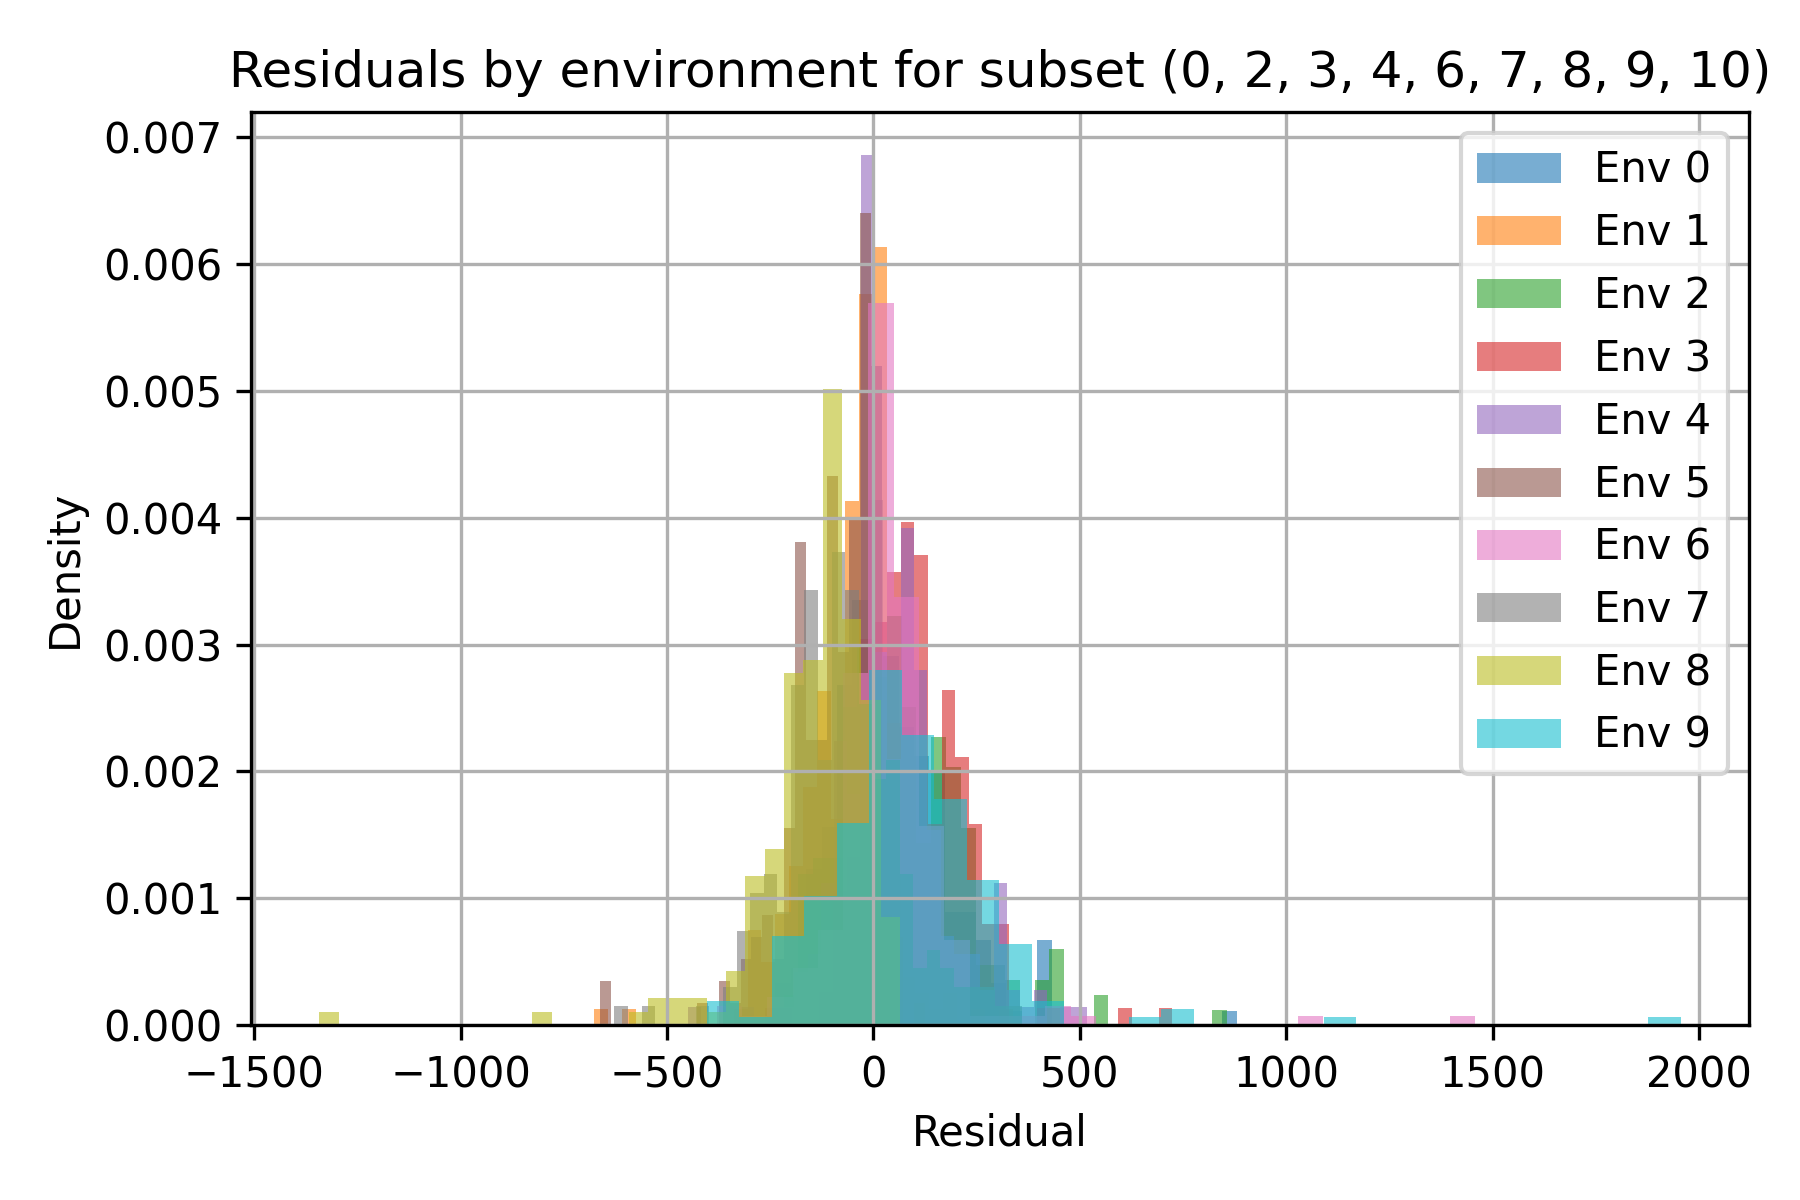 Residuals by environment for subset (0, 2, 3, 4, 6, 7, 8, 9, 10)
0.007
0.006
0.005
0.004
0.003
0.002
0.001
0.000
Density
Env 0
Env 1
Env 2
Env 3
Env 4
Env 5
Env 6
Env 7
Env 8
Env 9
−1500 −1000 −500 0 500 1000 1500 2000
Residual